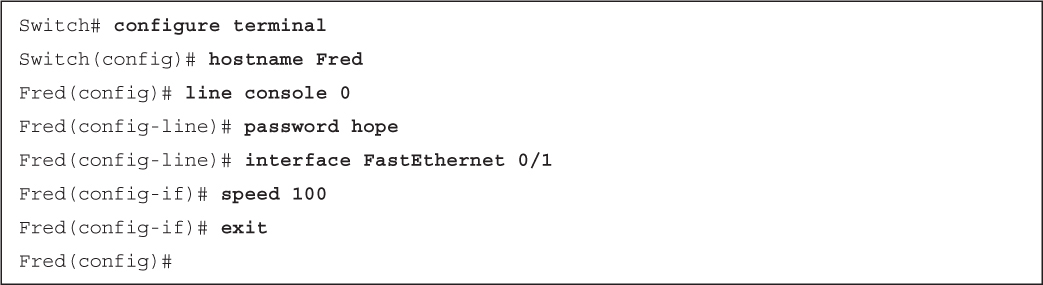 Switch# configure terminal
Switch(config)# hostname Fred
Fred(config)# line console 0
Fred(config-line)# password hope
Fred(config-line)# interface FastEthernet 0/1
Fred(config-if)# speed 100
Fred(config-if)# exit
Fred(config)#